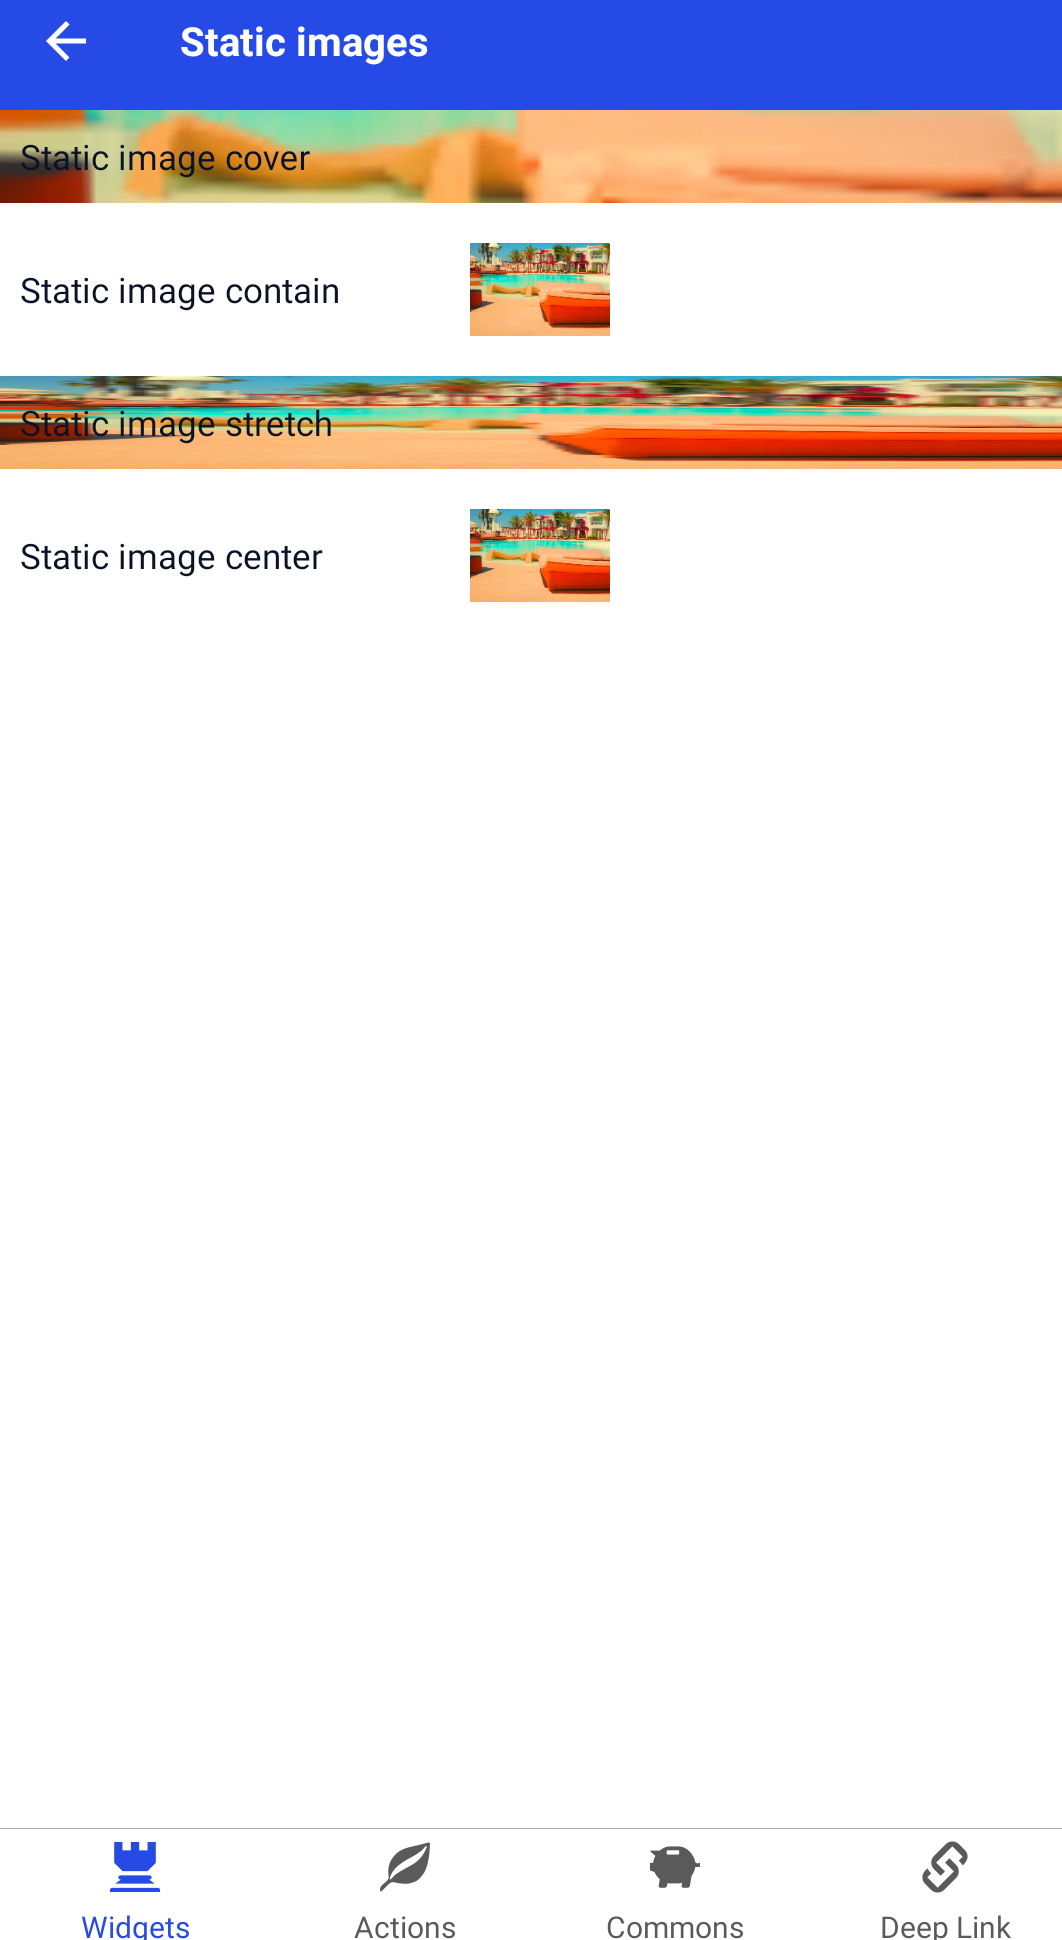 Static images
Static image cover
Static image contain
Static image stretch
Static image center
Widgets
Actions
Commons
Deep Link